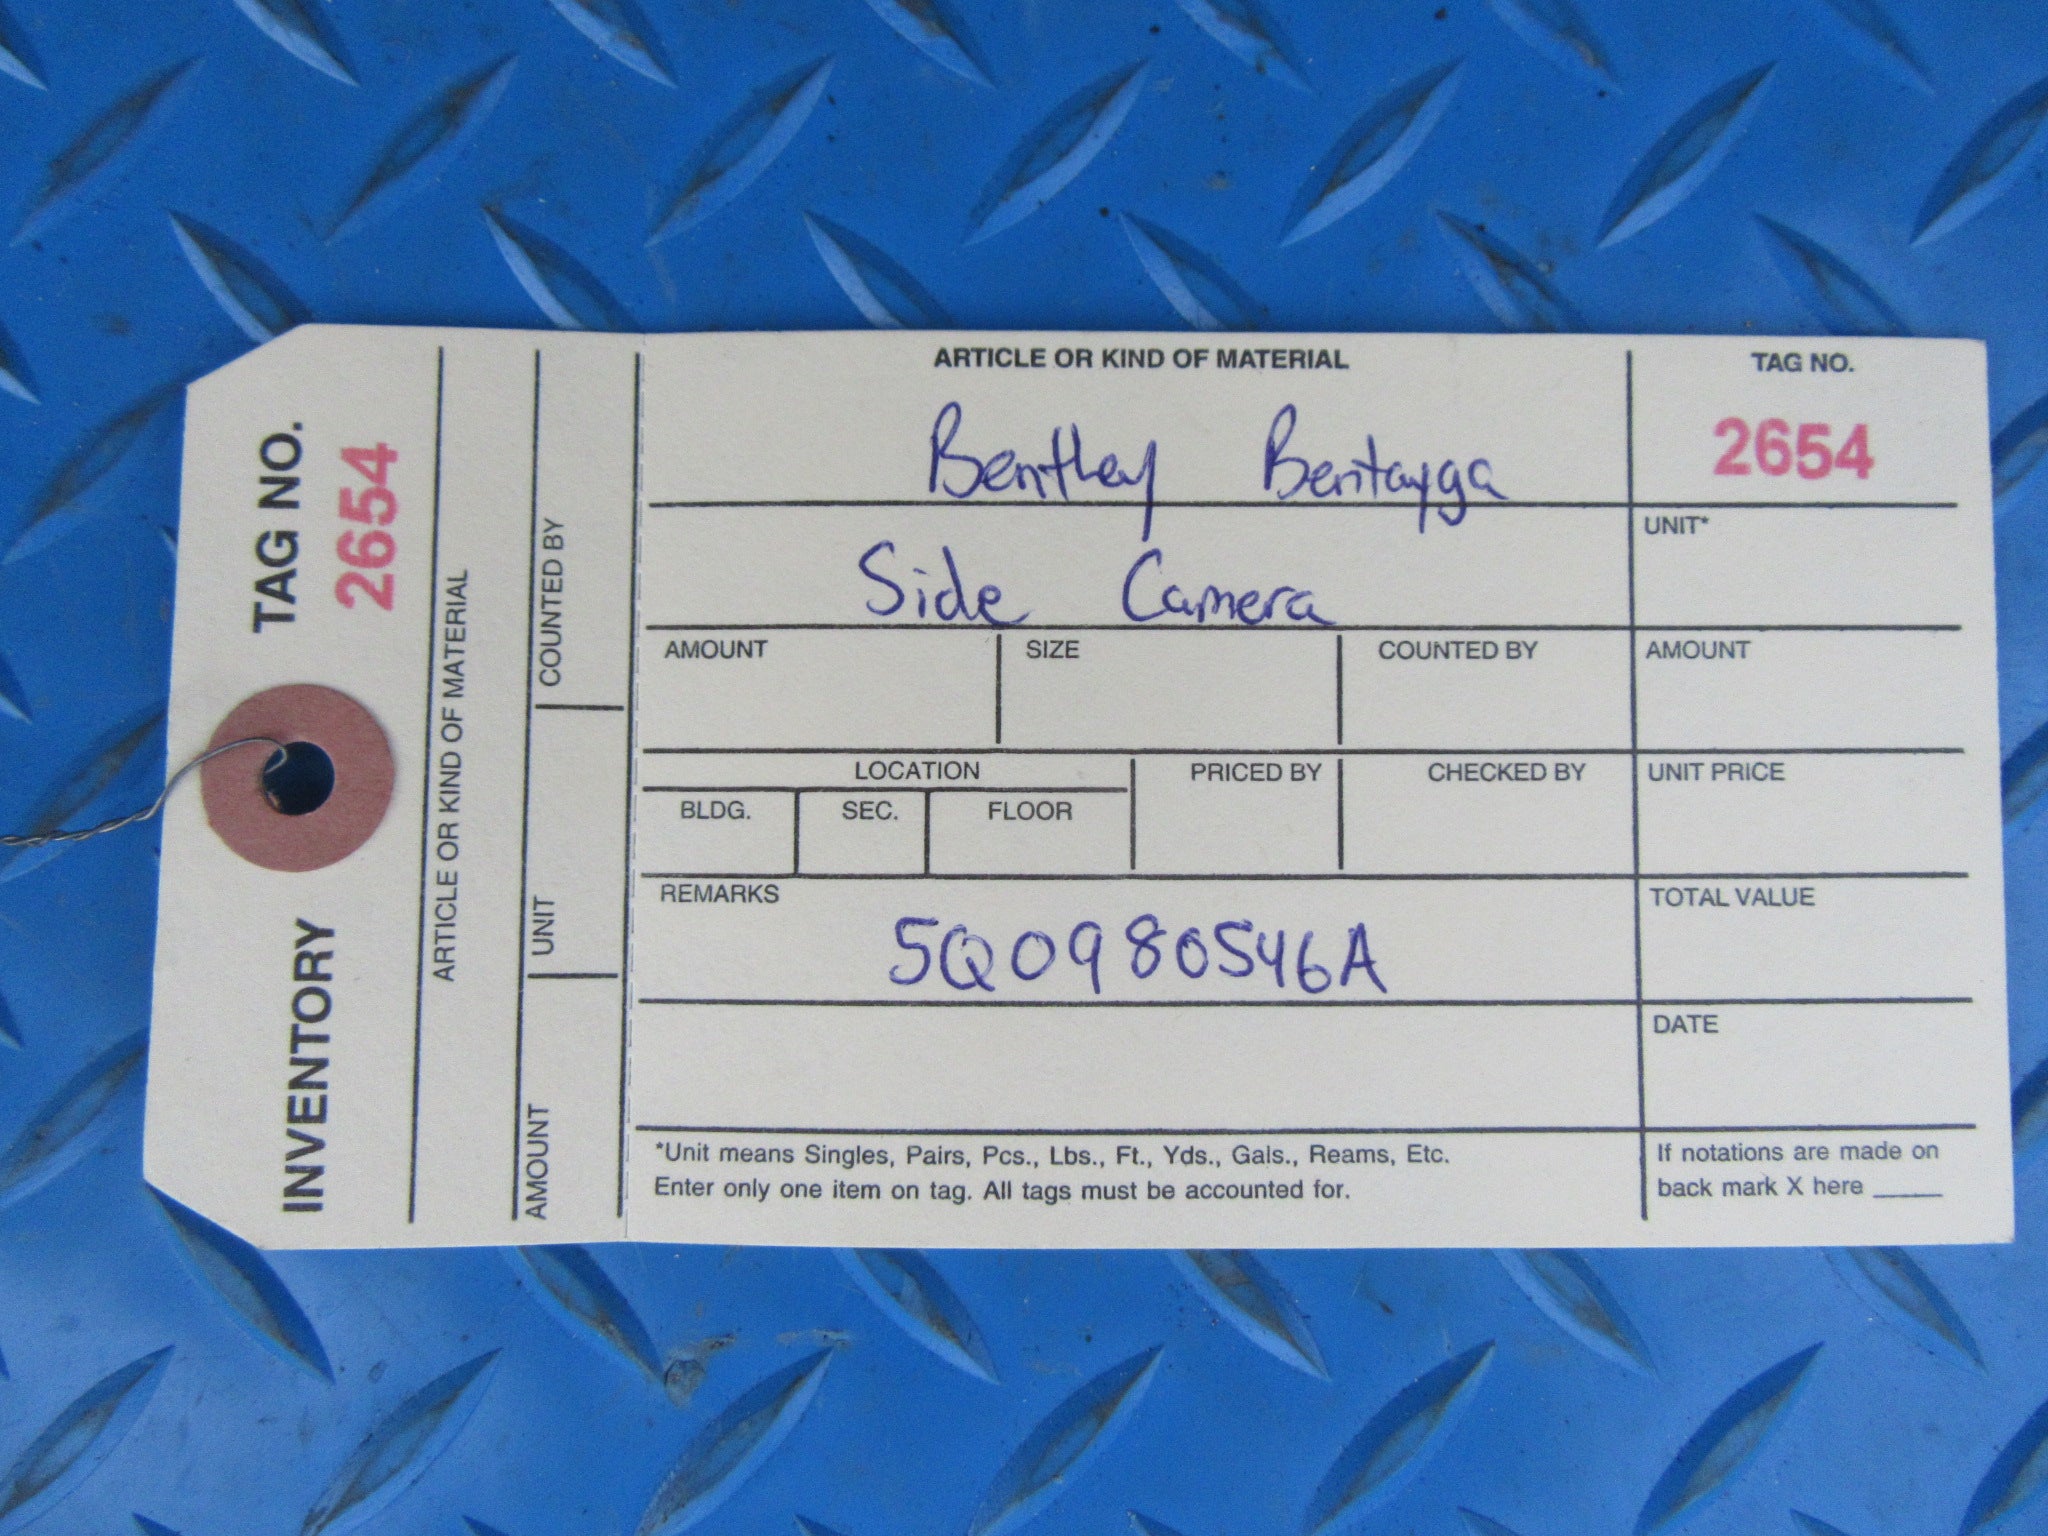 INVENTORY TAG NO.
2654
ARTICLE OR KIND OF MATERIAL
AMOUNT UNIT COUNTED BY
ARTICLE OR KIND OF MATERIAL
Bentley Bentayga
Side Camera
TAG NO.
2654
UNIT*
AMOUNT SIZE COUNTED BY AMOUNT
LOCATION PRICED BY CHECKED BY UNIT PRICE
BLDG. SEC. FLOOR
REMARKS TOTAL VALUE
5Q0980546A
DATE
*Unit means Singles, Pairs, Pcs., Lbs., Ft., Yds., Gals., Reams, Etc.
Enter only one item on tag. All tags must be accounted for.
If notations are made on
back mark X here _____